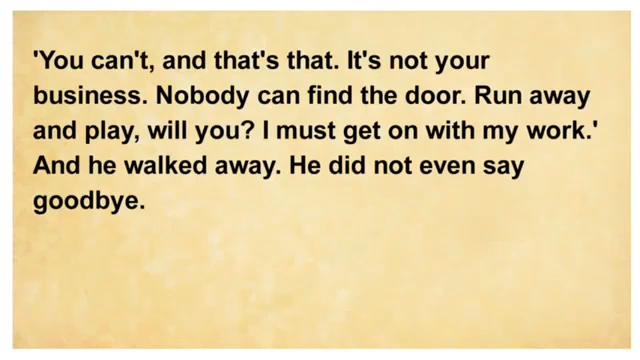 'You can't, and that's that. It's not your
business. Nobody can find the door. Run away
and play, will you? I must get on with my work.'
And he walked away. He did not even say
goodbye.